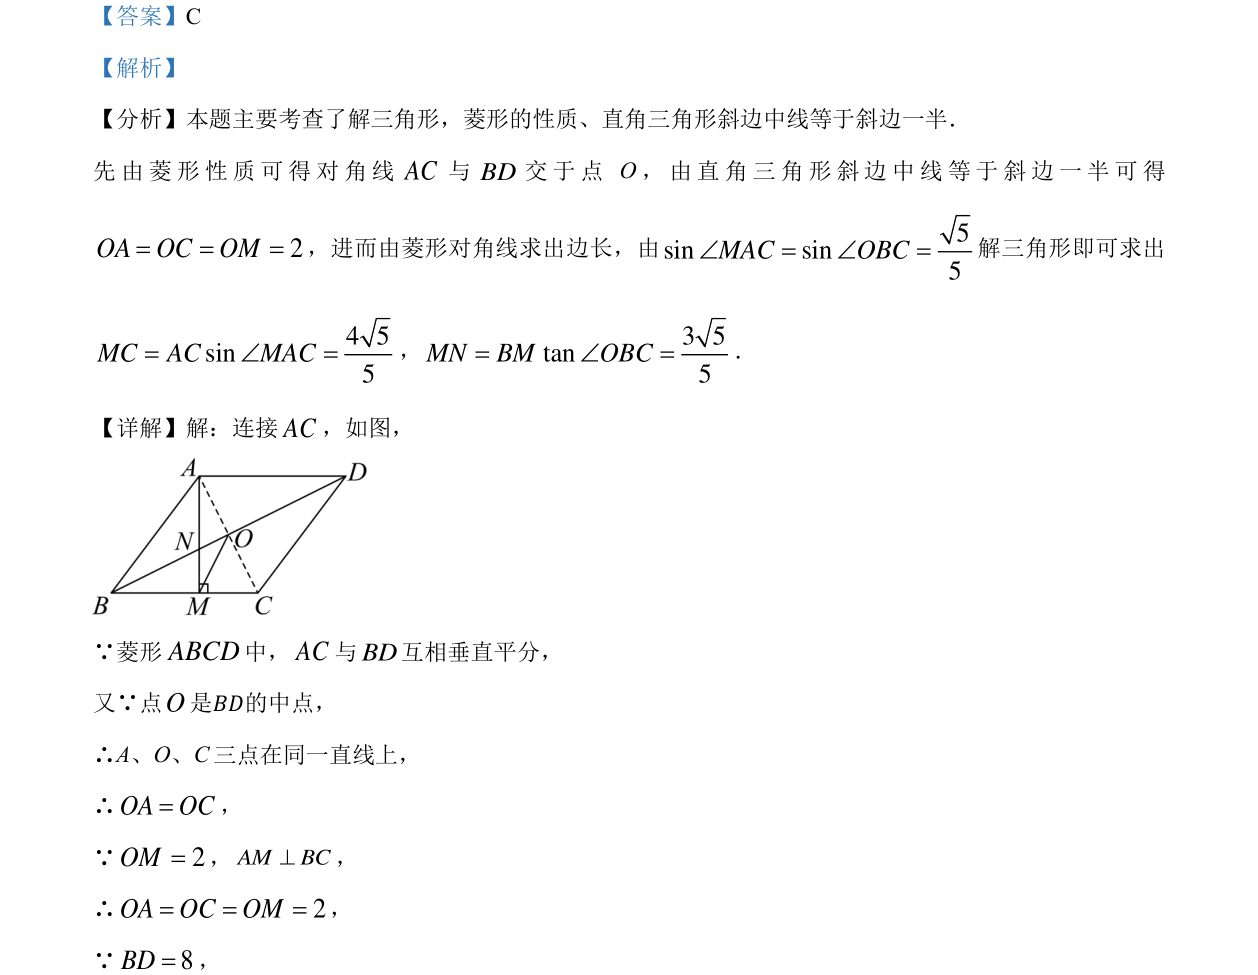 【答案】C
【解析】
【分析】本题主要考查了解三角形，菱形的性质、直角三角形斜边中线等于斜边一半．
先由菱形性质可得对角线 AC 与 BD 交于点 O，由直角三角形斜边中线等于斜边一半可得
OA = OC = OM = 2，进而由菱形对角线求出边长，由 sin ∠MAC = sin ∠OBC = √5/5 解三角形即可求出
MC = AC sin ∠MAC = 4√5/5，MN = BM tan ∠OBC = 3√5/5．
【详解】解：连接 AC，如图，
A
D
N
O
B
M
C
∵菱形 ABCD 中，AC 与 BD 互相垂直平分，
又∵点 O 是BD的中点，
∴A、O、C 三点在同一直线上，
∴ OA = OC，
∵ OM = 2，AM ⊥ BC，
∴ OA = OC = OM = 2，
∵ BD = 8，